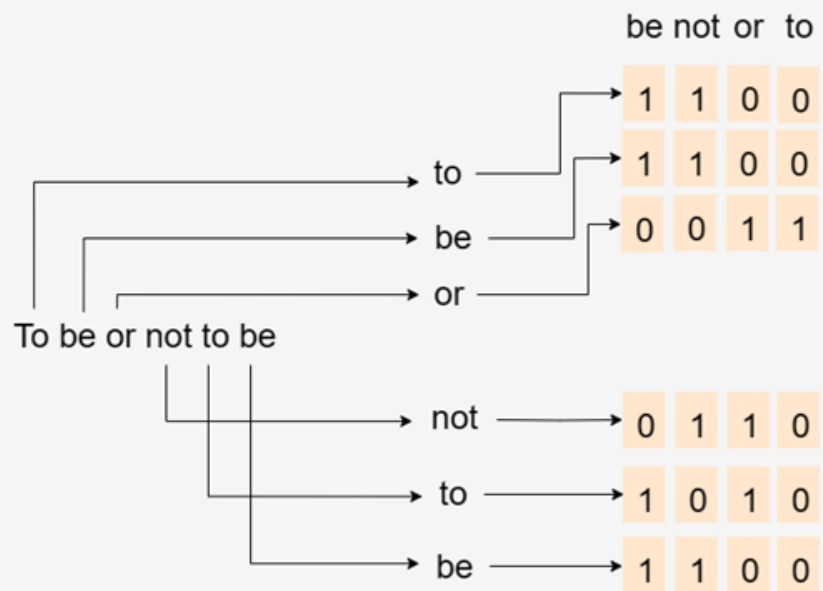 be not or to
1 1 0 0
to
1 1 0 0
be
0 0 1 1
or
To be or not to be
not
0 1 1 0
to
1 0 1 0
be
1 1 0 0